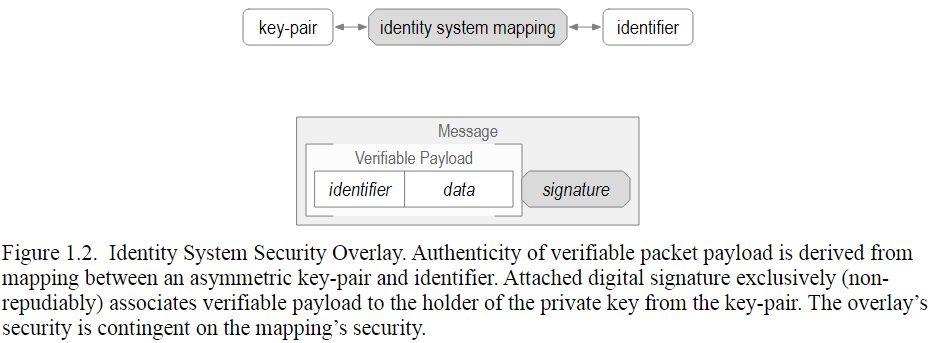 key-pair identity system mapping identifier
Message
Verifiable Payload
identifier data signature
Figure 1.2. Identity System Security Overlay. Authenticity of verifiable packet payload is derived from
mapping between an asymmetric key-pair and identifier. Attached digital signature exclusively (non-
repudiably) associates verifiable payload to the holder of the private key from the key-pair. The overlay's
security is contingent on the mapping's security.